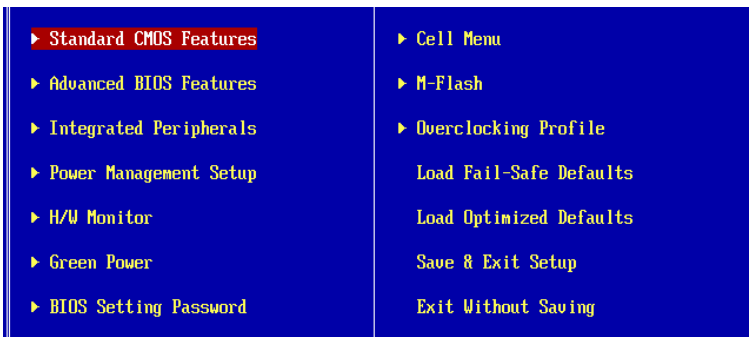 Standard CMOS Features
Advanced BIOS Features
Integrated Peripherals
Power Management Setup
H/W Monitor
Green Power
BIOS Setting Password
Cell Menu
M-Flash
Overclocking Profile
Load Fail-Safe Defaults
Load Optimized Defaults
Save & Exit Setup
Exit Without Saving